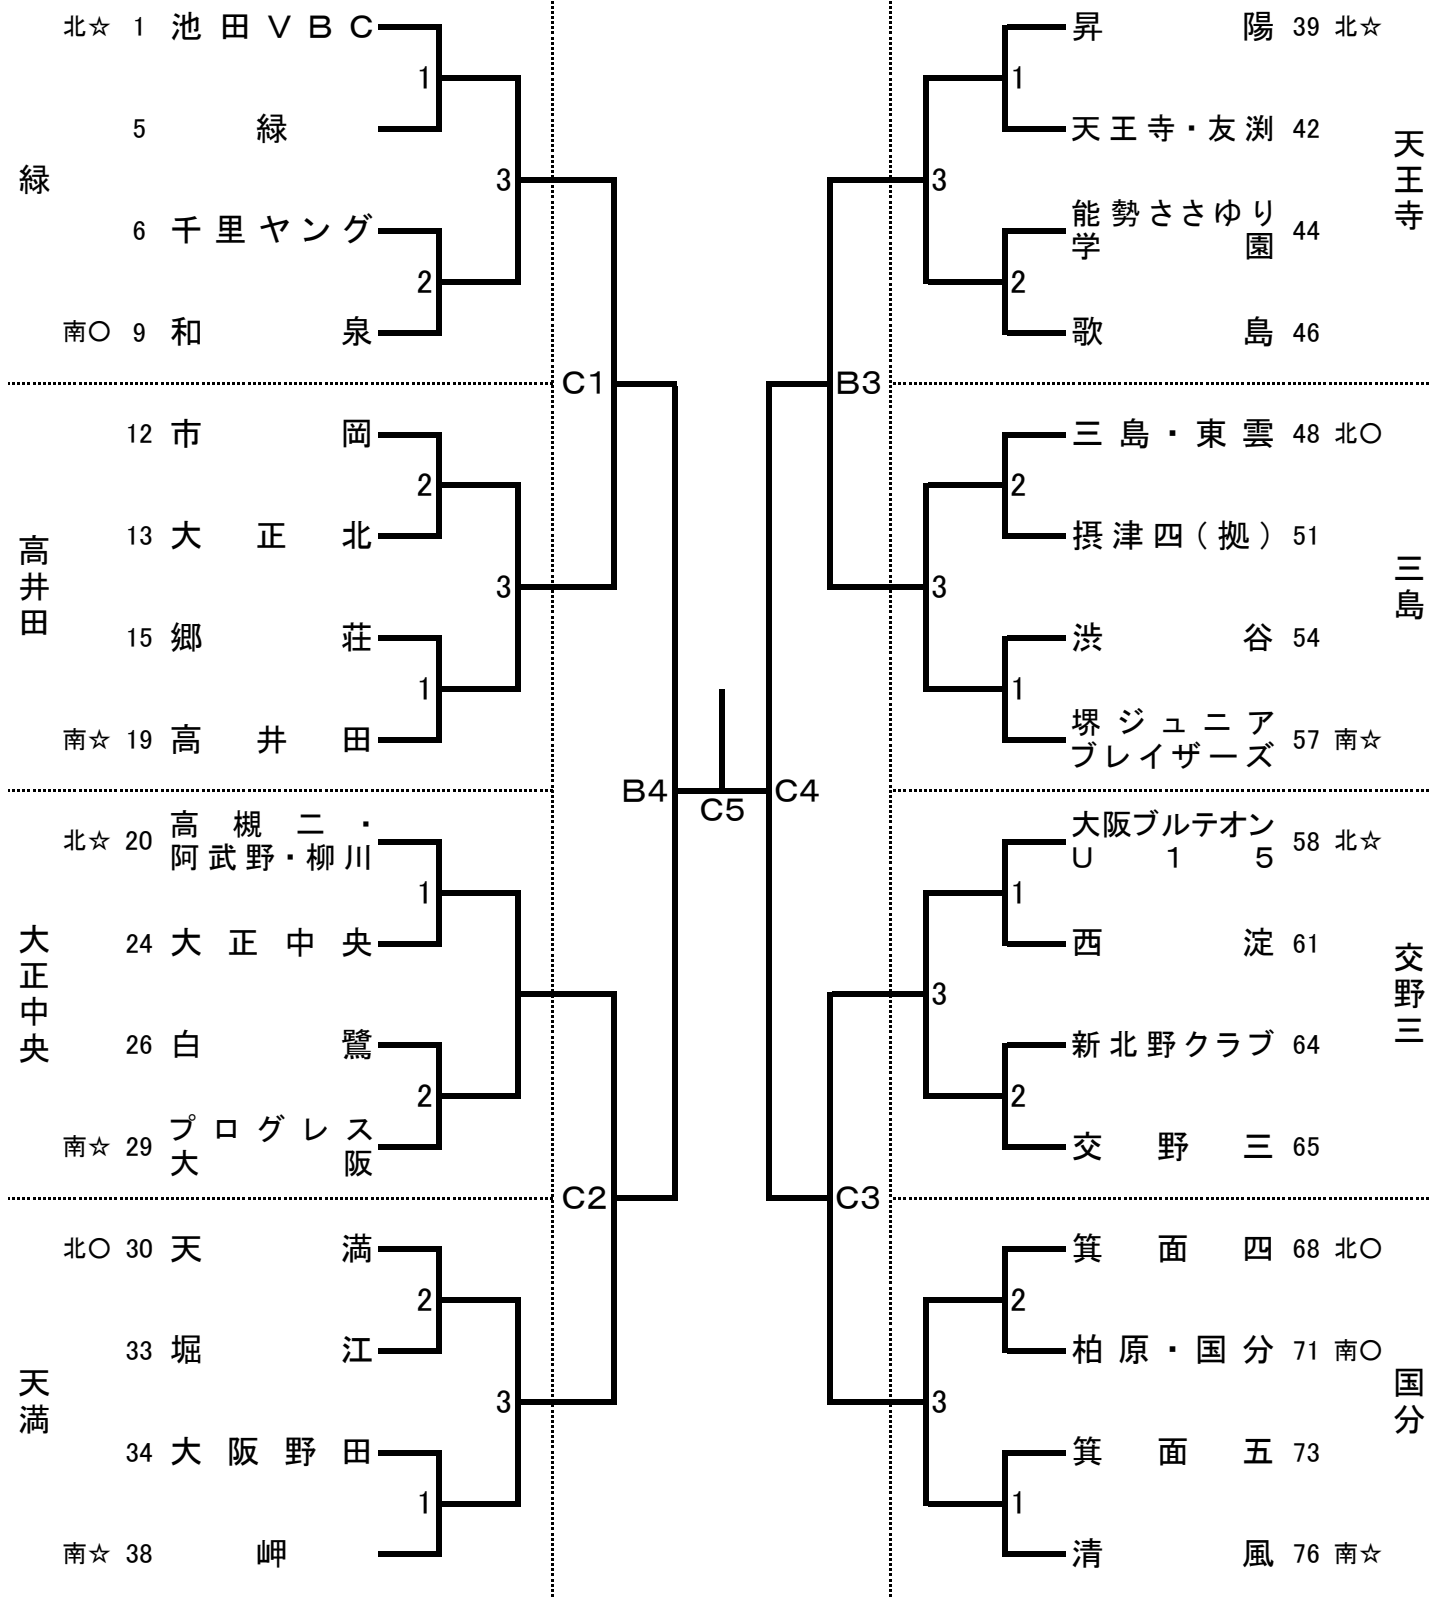 北☆ 1 池田ＶＢＣ
1
5 緑
緑
3
6 千里ヤング
2
南〇 9 和泉
C1
12 市岡
2
13 大正北
高井田
3
15 郷荘
1
南☆ 19 高井田
B4
北☆ 20 高槻二・
阿武野・柳川
1
24 大正中央
大正中央
26 白鷺
2
南☆ 29 プログレス
大阪
C2
北〇 30 天満
2
33 堀江
天満
3
34 大阪野田
1
南☆ 38 岬
C5
昇陽 39 北☆
1
天王寺・友渕 42
天王寺
3
能勢ささゆり
学園 44
2
歌島 46
B3
三島・東雲 48 北〇
2
摂津四(拠) 51
三島
3
渋谷 54
1
堺ジュニア
ブレイザーズ 57 南☆
C4
大阪ブルテオン
Ｕ１５ 58 北☆
1
西淀 61
交野三
3
新北野クラブ 64
2
交野三 65
C3
箕面四 68 北〇
2
柏原・国分 71 南〇
国分
3
箕面五 73
1
清風 76 南☆